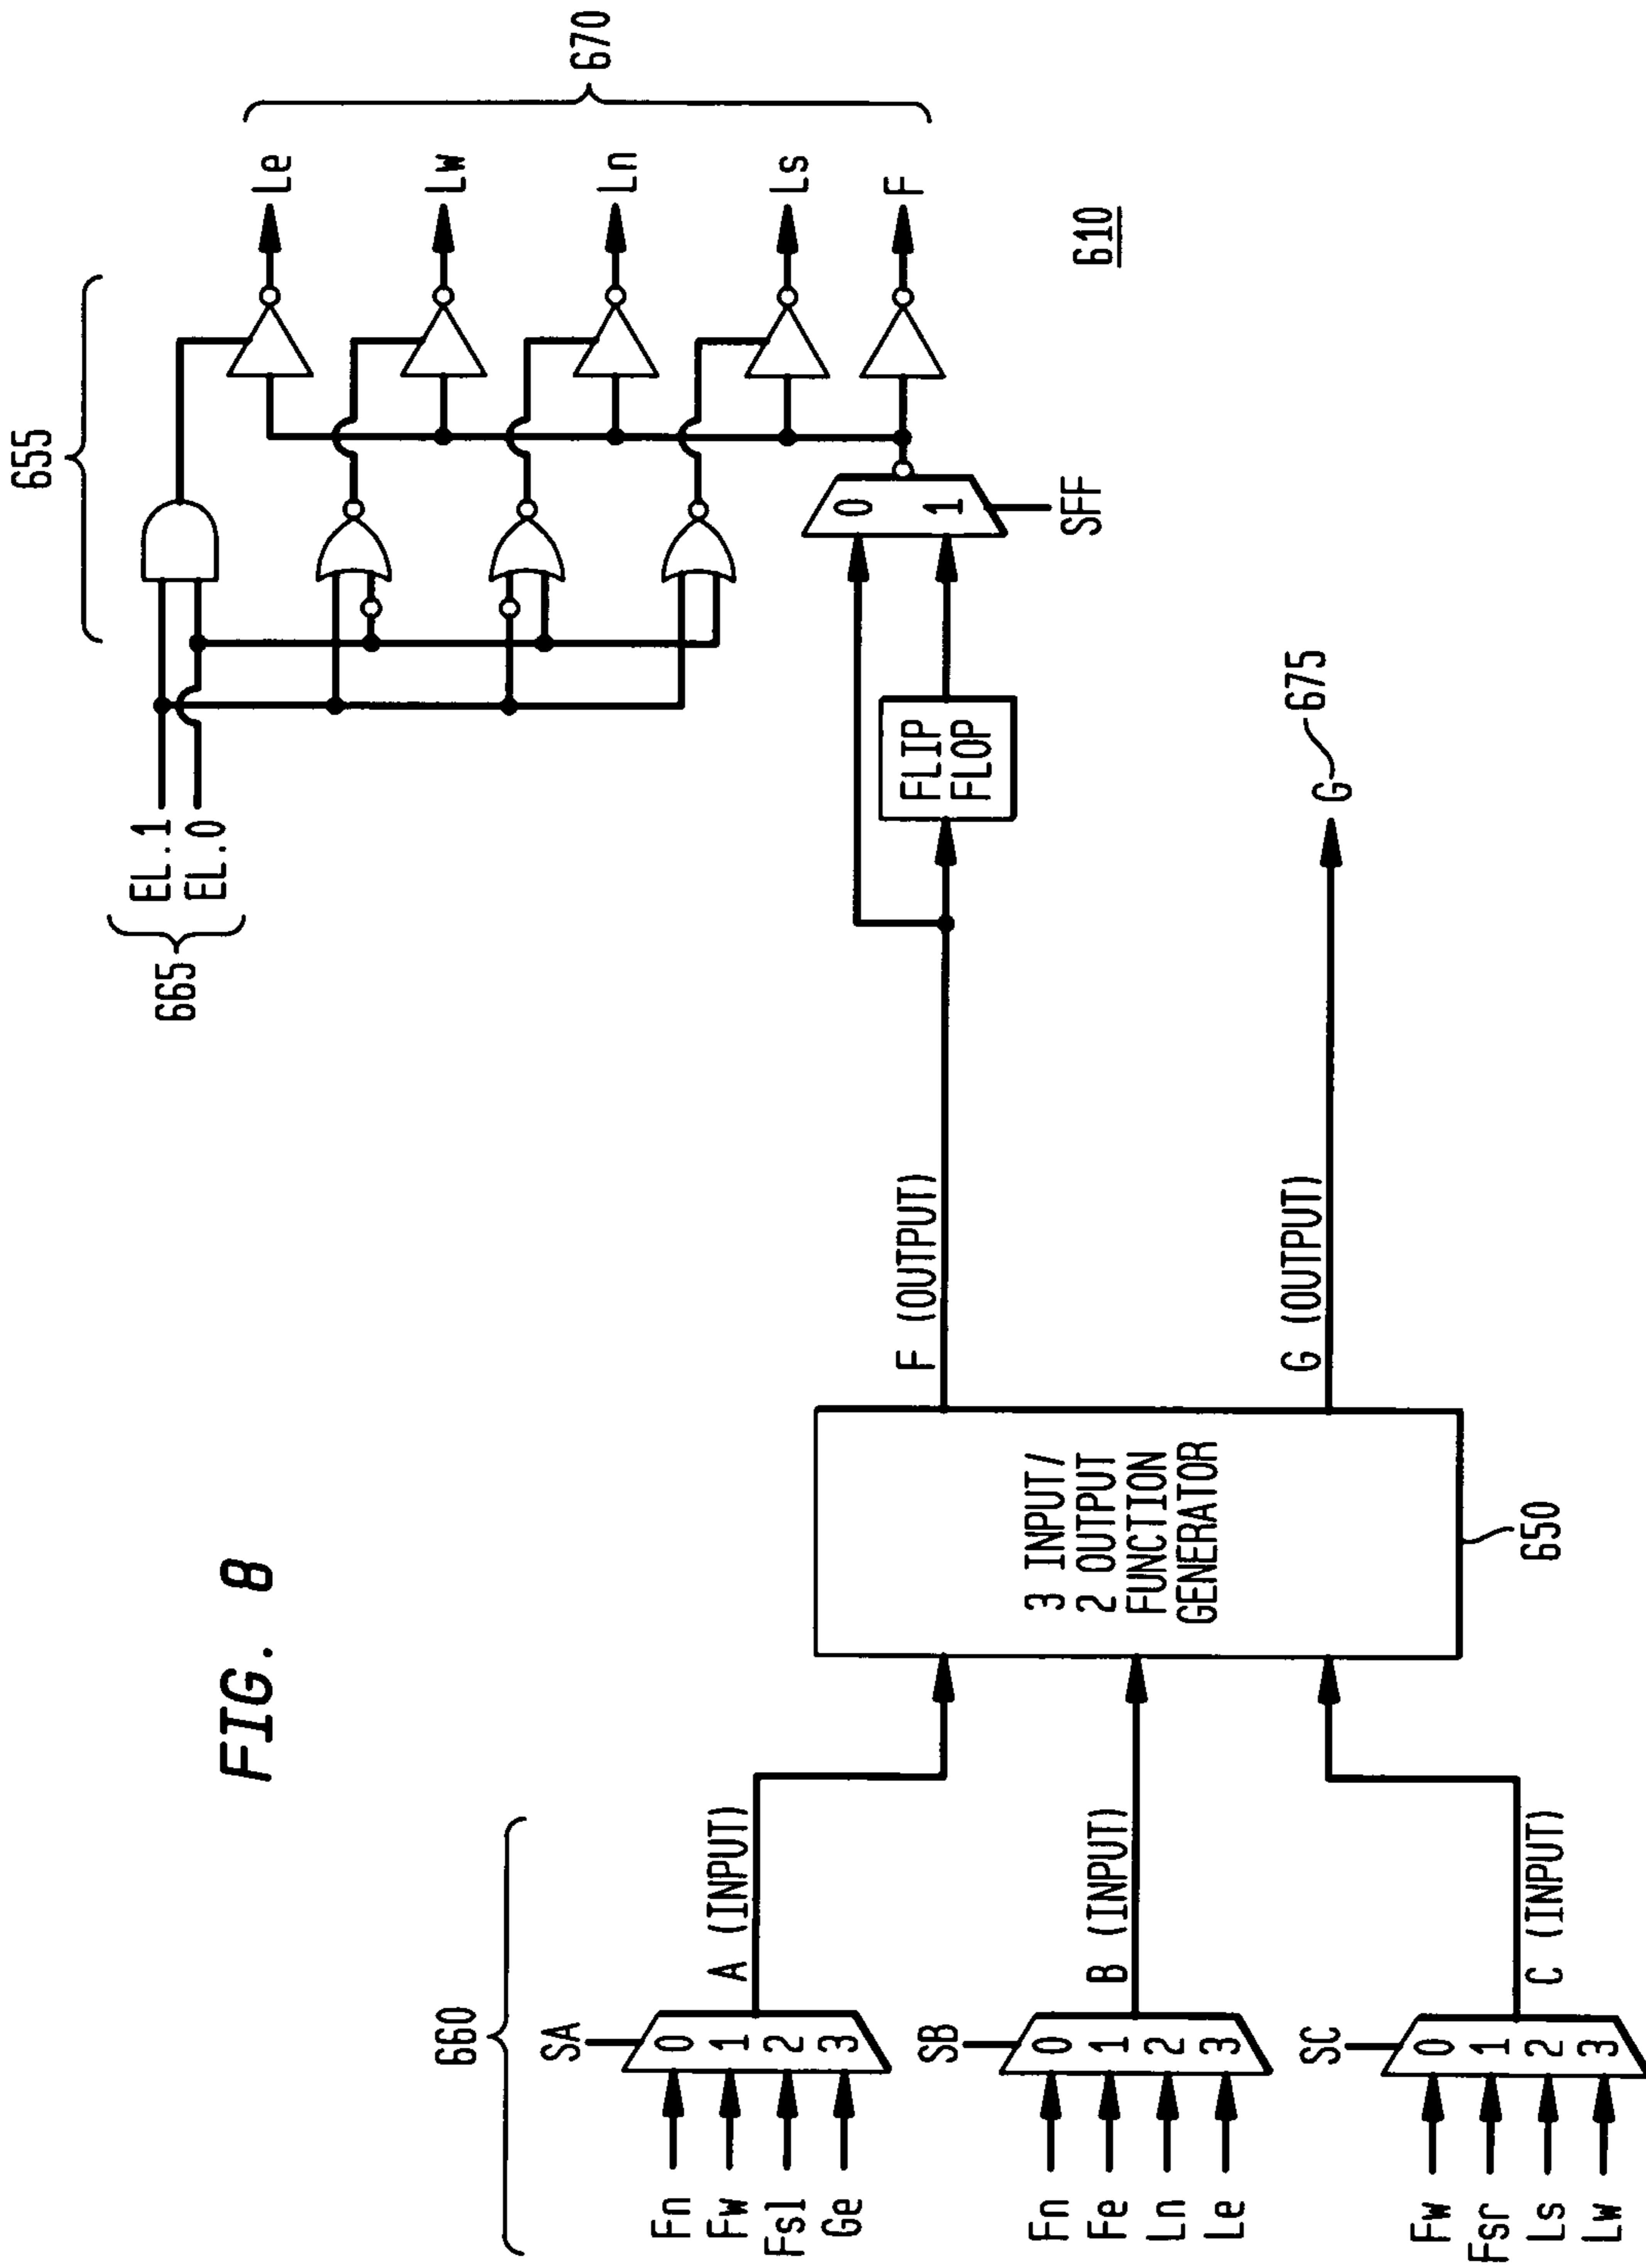 FIG. 8
660
SA
Fn
Fw
Fsl
Ge
0
1
2
3
A (INPUT)
SB
Fn
Fe
Ln
Le
0
1
2
3
B (INPUT)
SC
Fw
Fsr
Ls
Lw
0
1
2
3
C (INPUT)
3 INPUT/
2 OUTPUT
FUNCTION
GENERATOR
650
F (OUTPUT)
G (OUTPUT)
G
675
FLIP
FLOP
0
1
SFF
665
EL.1
EL.0
655
Le
Lw
Ln
Ls
F
670
610